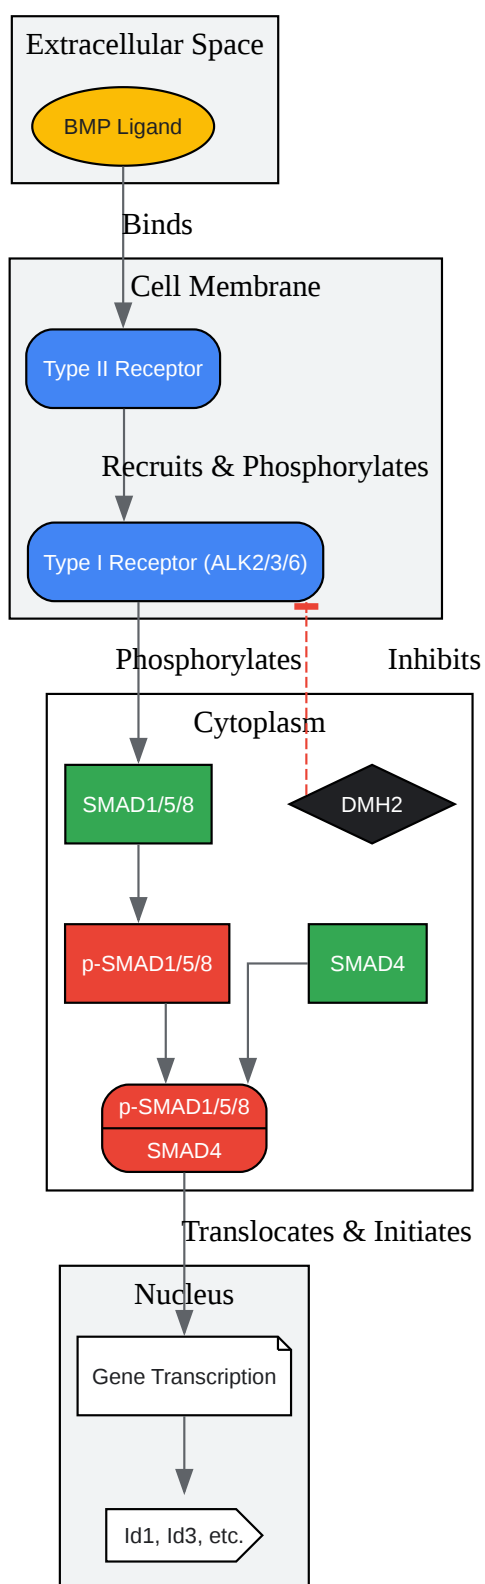 Extracellular Space
BMP Ligand
Binds
Cell Membrane
Type II Receptor
Recruits & Phosphorylates
Type I Receptor (ALK2/3/6)
Phosphorylates
Inhibits
Cytoplasm
SMAD1/5/8
DMH2
p-SMAD1/5/8
SMAD4
p-SMAD1/5/8
SMAD4
Translocates & Initiates
Nucleus
Gene Transcription
Id1, Id3, etc.